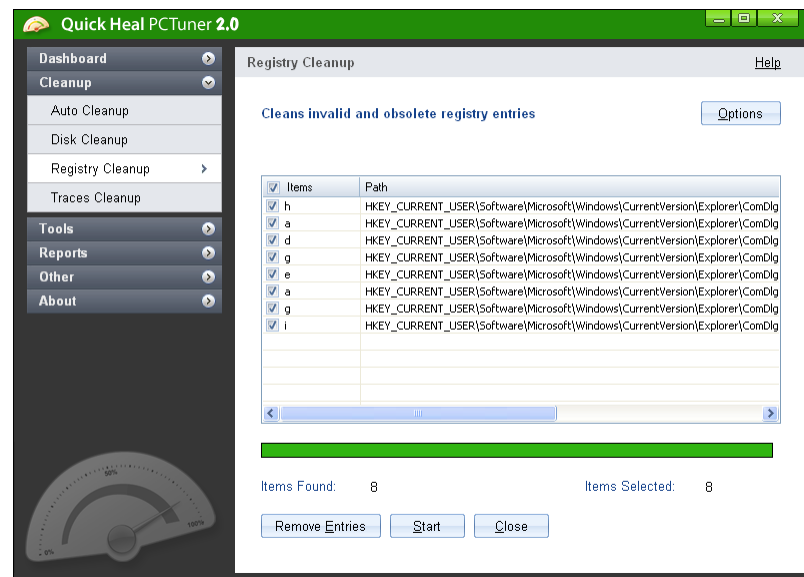 Quick Heal PCTuner 2.0
Dashboard
Cleanup
Auto Cleanup
Disk Cleanup
Registry Cleanup
Traces Cleanup
Tools
Reports
Other
About
50%
100%
0%
Registry Cleanup
Help
Cleans invalid and obsolete registry entries
Options
Items Path
h HKEY_CURRENT_USER\Software\Microsoft\Windows\CurrentVersion\Explorer\ComDlg
a HKEY_CURRENT_USER\Software\Microsoft\Windows\CurrentVersion\Explorer\ComDlg
d HKEY_CURRENT_USER\Software\Microsoft\Windows\CurrentVersion\Explorer\ComDlg
g HKEY_CURRENT_USER\Software\Microsoft\Windows\CurrentVersion\Explorer\ComDlg
e HKEY_CURRENT_USER\Software\Microsoft\Windows\CurrentVersion\Explorer\ComDlg
a HKEY_CURRENT_USER\Software\Microsoft\Windows\CurrentVersion\Explorer\ComDlg
g HKEY_CURRENT_USER\Software\Microsoft\Windows\CurrentVersion\Explorer\ComDlg
i HKEY_CURRENT_USER\Software\Microsoft\Windows\CurrentVersion\Explorer\ComDlg
Items Found: 8 Items Selected: 8
Remove Entries Start Close